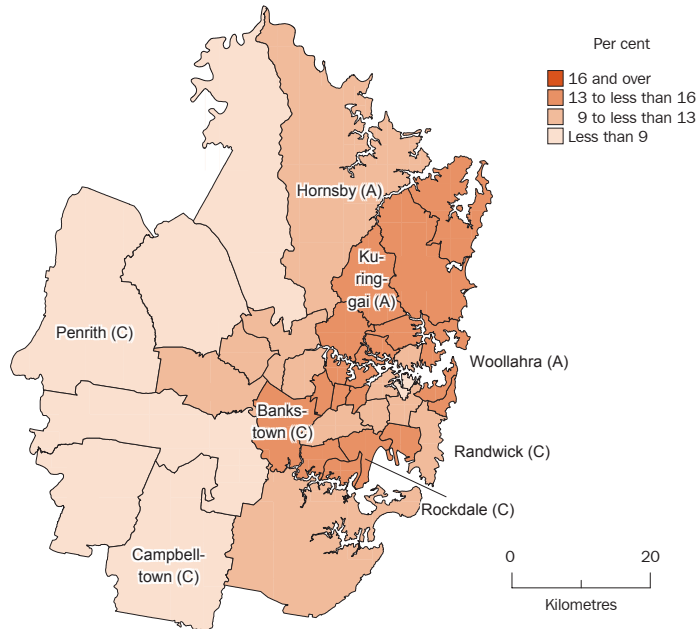 Per cent
16 and over
13 to less than 16
9 to less than 13
Less than 9
Hornsby (A)
Ku-
ring-
gai (A)
Penrith (C)
Woollahra (A)
Banks-
town (C)
Randwick (C)
Rockdale (C)
Campbell-
town (C)
0 20
Kilometres